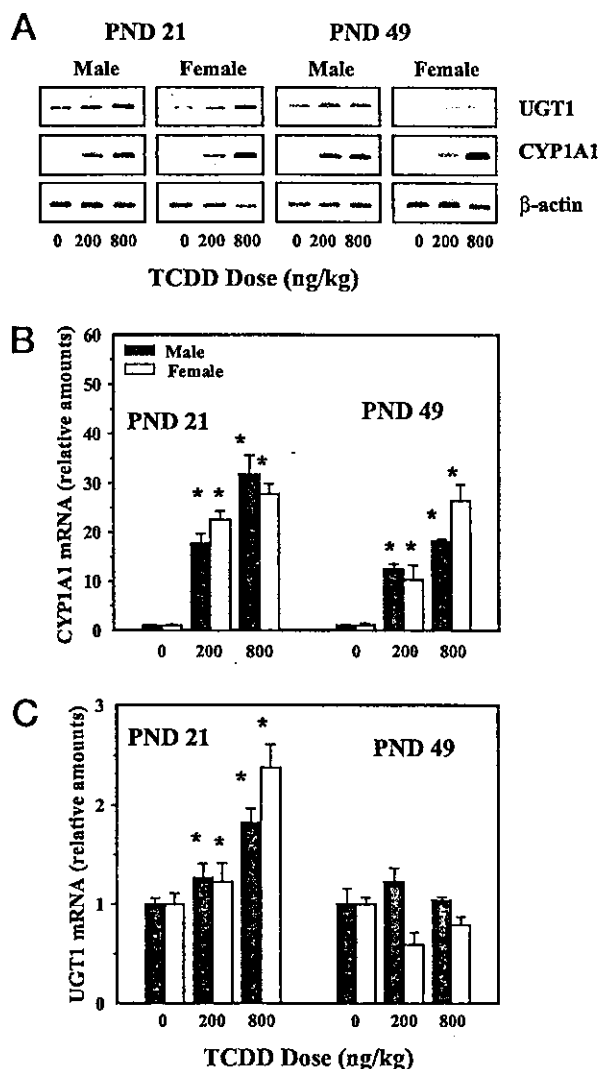 A
PND 21 PND 49
Male Female Male Female
UGT1
CYP1A1
β-actin
0 200 800 0 200 800 0 200 800 0 200 800
TCDD Dose (ng/kg)
B
CYP1A1 mRNA (relative amounts)
60
50
40
30
20
10
0
Male
Female
PND 21
PND 49
* * * * * * * *
0 200 800 0 200 800
C
UGT1 mRNA (relative amounts)
3
2
1
0
PND 21 PND 49
* * * *
0 200 800 0 200 800
TCDD Dose (ng/kg)